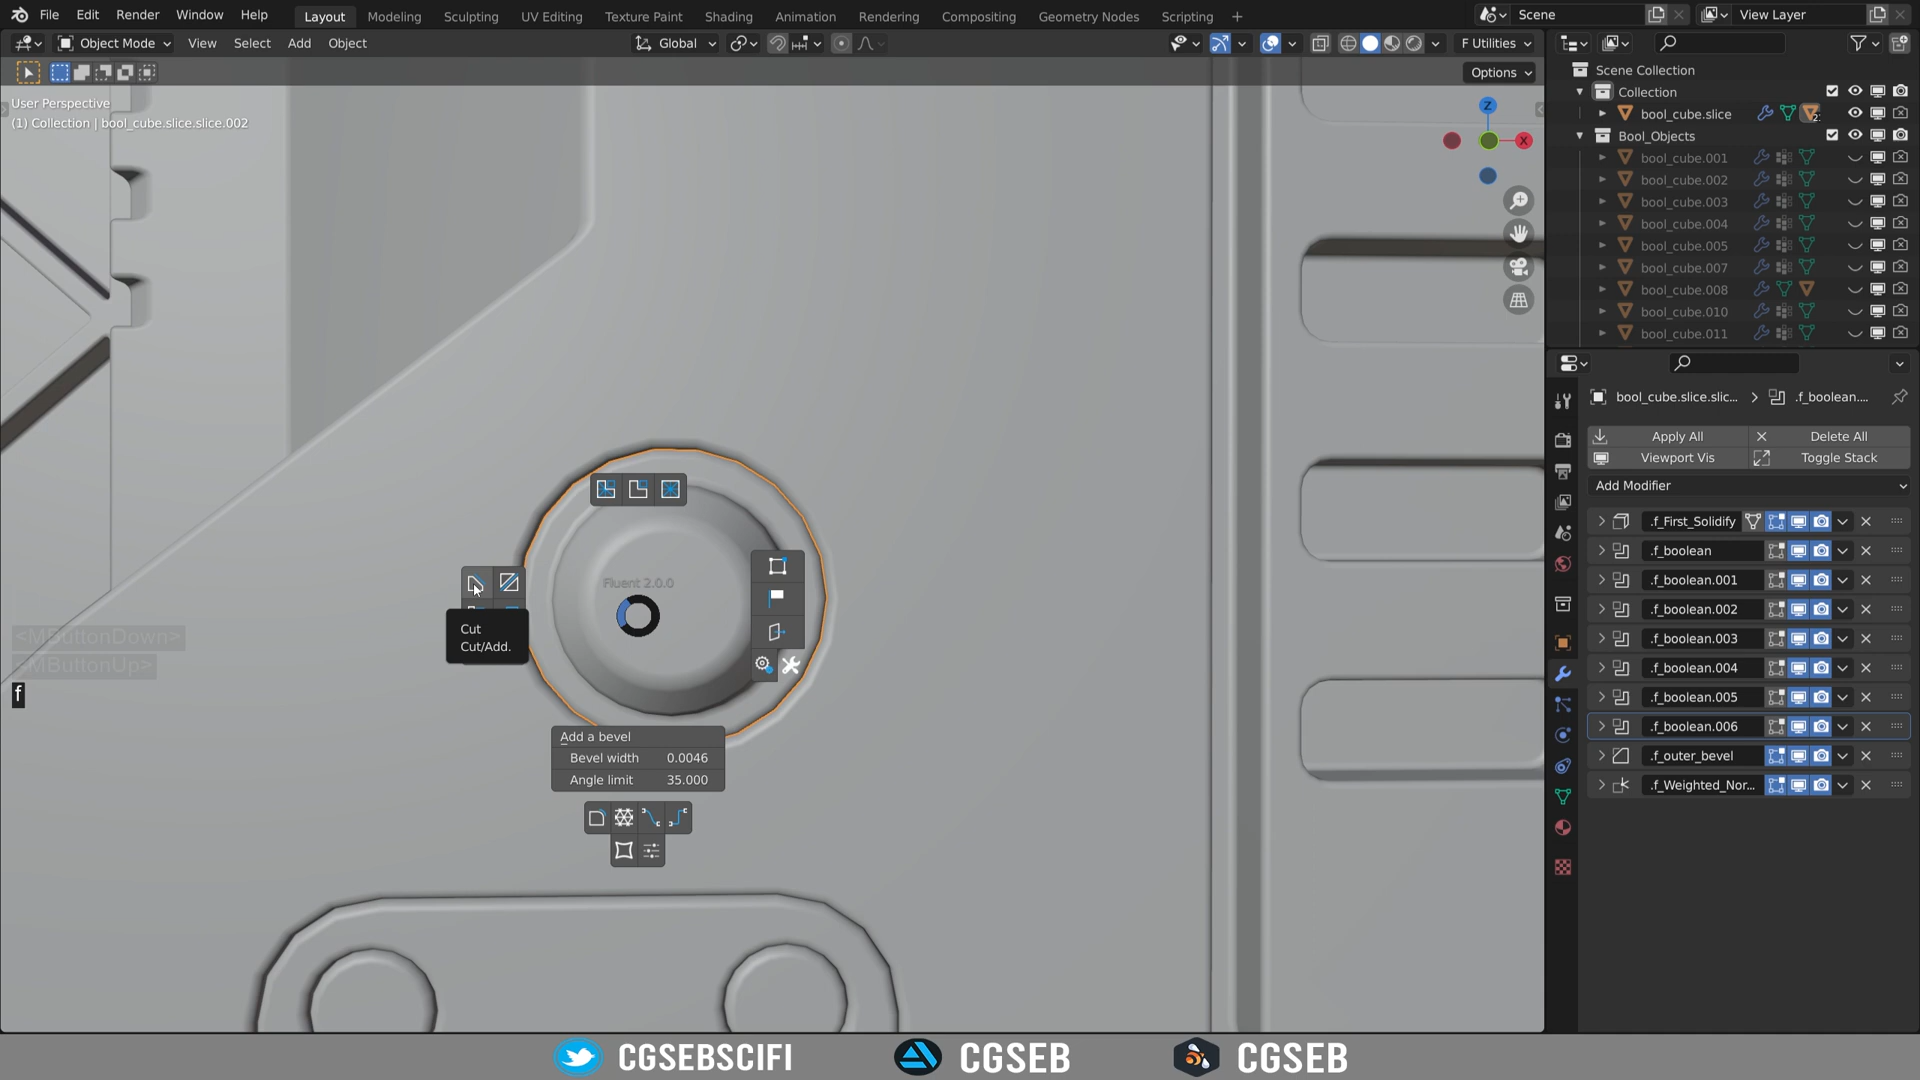 File Edit Render Window Help Layout Modeling Sculpting UV Editing Texture Paint Shading Animation Rendering Compositing Geometry Nodes Scripting + Scene View Layer
Object Mode View Select Add Object Global F Utilities
Options
User Perspective
(1) Collection | bool_cube.slice.slice.002
Z
X
Scene Collection
Collection
bool_cube.slice
2
Bool_Objects
bool_cube.001
bool_cube.002
bool_cube.003
bool_cube.004
bool_cube.005
bool_cube.007
bool_cube.008
bool_cube.010
bool_cube.011
bool_cube.slice.slic... > .f_boolean....
Apply All Delete All
Viewport Vis Toggle Stack
Add Modifier
.f_First_Solidify
.f_boolean
.f_boolean.001
.f_boolean.002
.f_boolean.003
.f_boolean.004
.f_boolean.005
.f_boolean.006
.f_outer_bevel
.f_Weighted_Nor...
Fluent 2.0.0
Cut
Cut/Add.
<MButtonDown>
<MButtonUp>
f
Add a bevel
Bevel width 0.0046
Angle limit 35.000
CGSEBSCIFI CGSEB CGSEB